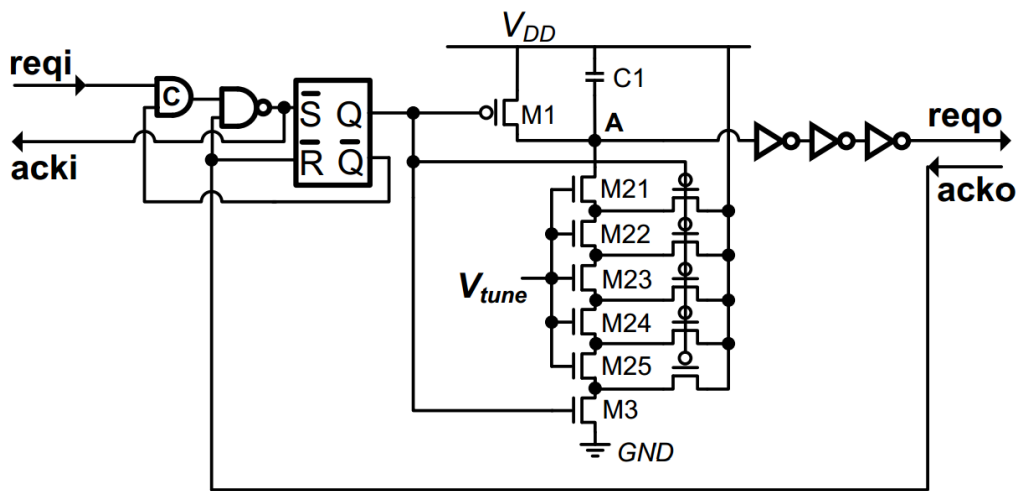 V_DD
reqi
C
C1
M1
A
S̅ Q
reqo
acki
R̅ Q̅
acko
M21
M22
M23
V_tune
M24
M25
M3
GND